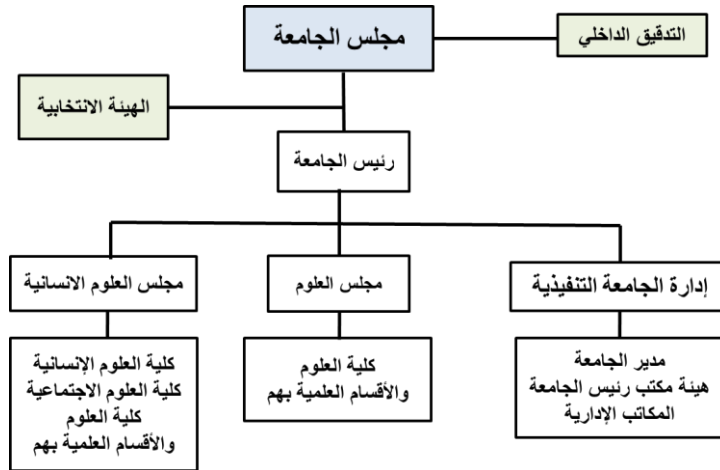 مجلس الجامعة
التدقيق الداخلي
الهيئة الانتخابية
رئيس الجامعة
إدارة الجامعة التنفيذية
مجلس العلوم
مجلس العلوم الانسانية
مدير الجامعة
هيئة مكتب رئيس الجامعة
المكاتب الإدارية
كلية العلوم
والأقسام العلمية بهم
كلية العلوم الإنسانية
كلية العلوم الاجتماعية
كلية العلوم
والأقسام العلمية بهم